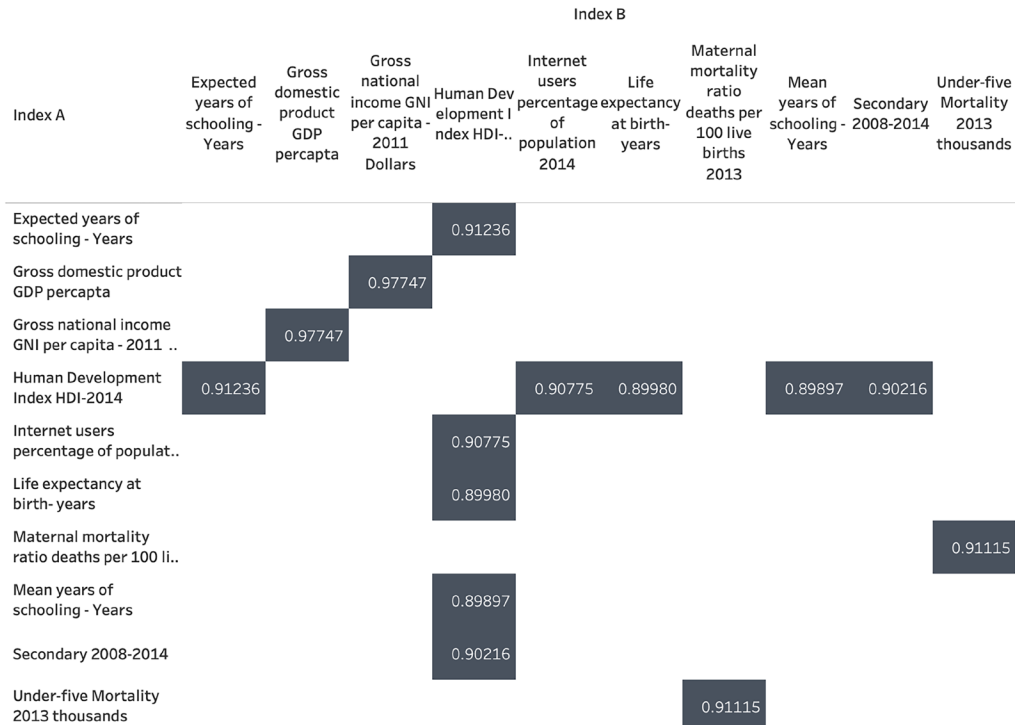 Index B
Index A
Expected
years of
schooling -
Years
Gross
domestic
product
GDP
percapta
Gross
national
income GNI
per capita -
2011
Dollars
Human Dev
elopment I
ndex HDI-..
Internet
users
percentage
of
population
2014
Life
expectancy
at birth-
years
Maternal
mortality
ratio
deaths per
100 live
births
2013
Mean
years of
schooling -
Years
Secondary
2008-2014
Under-five
Mortality
2013
thousands
Expected years of
schooling - Years
0.91236
Gross domestic product
GDP percapta
0.97747
Gross national income
GNI per capita - 2011 ..
0.97747
Human Development
Index HDI-2014
0.91236 0.90775 0.89980 0.89897 0.90216
Internet users
percentage of populat..
0.90775
Life expectancy at
birth- years
0.89980
Maternal mortality
ratio deaths per 100 li..
0.91115
Mean years of
schooling - Years
0.89897
Secondary 2008-2014
0.90216
Under-five Mortality
2013 thousands
0.91115